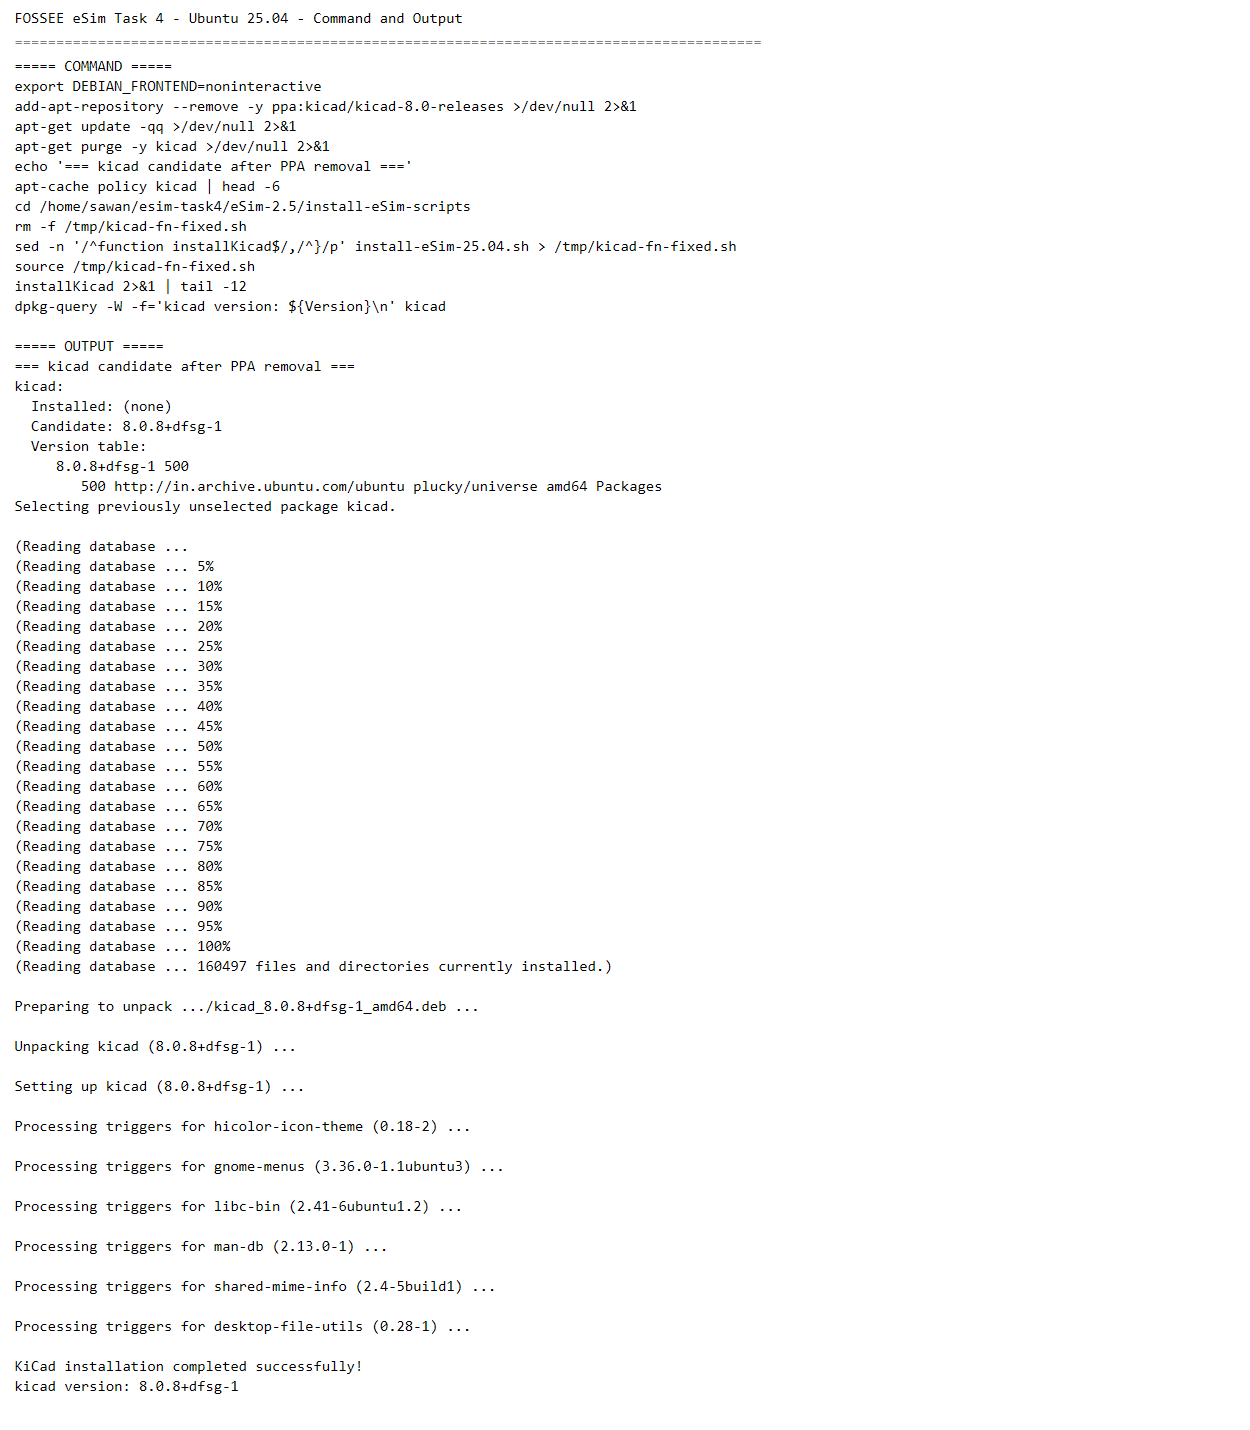 FOSSEE eSim Task 4 - Ubuntu 25.04 - Command and Output
==========================================================================================
===== COMMAND =====
export DEBIAN_FRONTEND=noninteractive
add-apt-repository --remove -y ppa:kicad/kicad-8.0-releases >/dev/null 2>&1
apt-get update -qq >/dev/null 2>&1
apt-get purge -y kicad >/dev/null 2>&1
echo '=== kicad candidate after PPA removal ==='
apt-cache policy kicad | head -6
cd /home/sawan/esim-task4/eSim-2.5/install-eSim-scripts
rm -f /tmp/kicad-fn-fixed.sh
sed -n '/^function installKicad$/,/^}/p' install-eSim-25.04.sh > /tmp/kicad-fn-fixed.sh
source /tmp/kicad-fn-fixed.sh
installKicad 2>&1 | tail -12
dpkg-query -W -f='kicad version: ${Version}\n' kicad

===== OUTPUT =====
=== kicad candidate after PPA removal ===
kicad:
  Installed: (none)
  Candidate: 8.0.8+dfsg-1
  Version table:
     8.0.8+dfsg-1 500
        500 http://in.archive.ubuntu.com/ubuntu plucky/universe amd64 Packages
Selecting previously unselected package kicad.

(Reading database ...
(Reading database ... 5%
(Reading database ... 10%
(Reading database ... 15%
(Reading database ... 20%
(Reading database ... 25%
(Reading database ... 30%
(Reading database ... 35%
(Reading database ... 40%
(Reading database ... 45%
(Reading database ... 50%
(Reading database ... 55%
(Reading database ... 60%
(Reading database ... 65%
(Reading database ... 70%
(Reading database ... 75%
(Reading database ... 80%
(Reading database ... 85%
(Reading database ... 90%
(Reading database ... 95%
(Reading database ... 100%
(Reading database ... 160497 files and directories currently installed.)

Preparing to unpack .../kicad_8.0.8+dfsg-1_amd64.deb ...

Unpacking kicad (8.0.8+dfsg-1) ...

Setting up kicad (8.0.8+dfsg-1) ...

Processing triggers for hicolor-icon-theme (0.18-2) ...

Processing triggers for gnome-menus (3.36.0-1.1ubuntu3) ...

Processing triggers for libc-bin (2.41-6ubuntu1.2) ...

Processing triggers for man-db (2.13.0-1) ...

Processing triggers for shared-mime-info (2.4-5build1) ...

Processing triggers for desktop-file-utils (0.28-1) ...

KiCad installation completed successfully!
kicad version: 8.0.8+dfsg-1